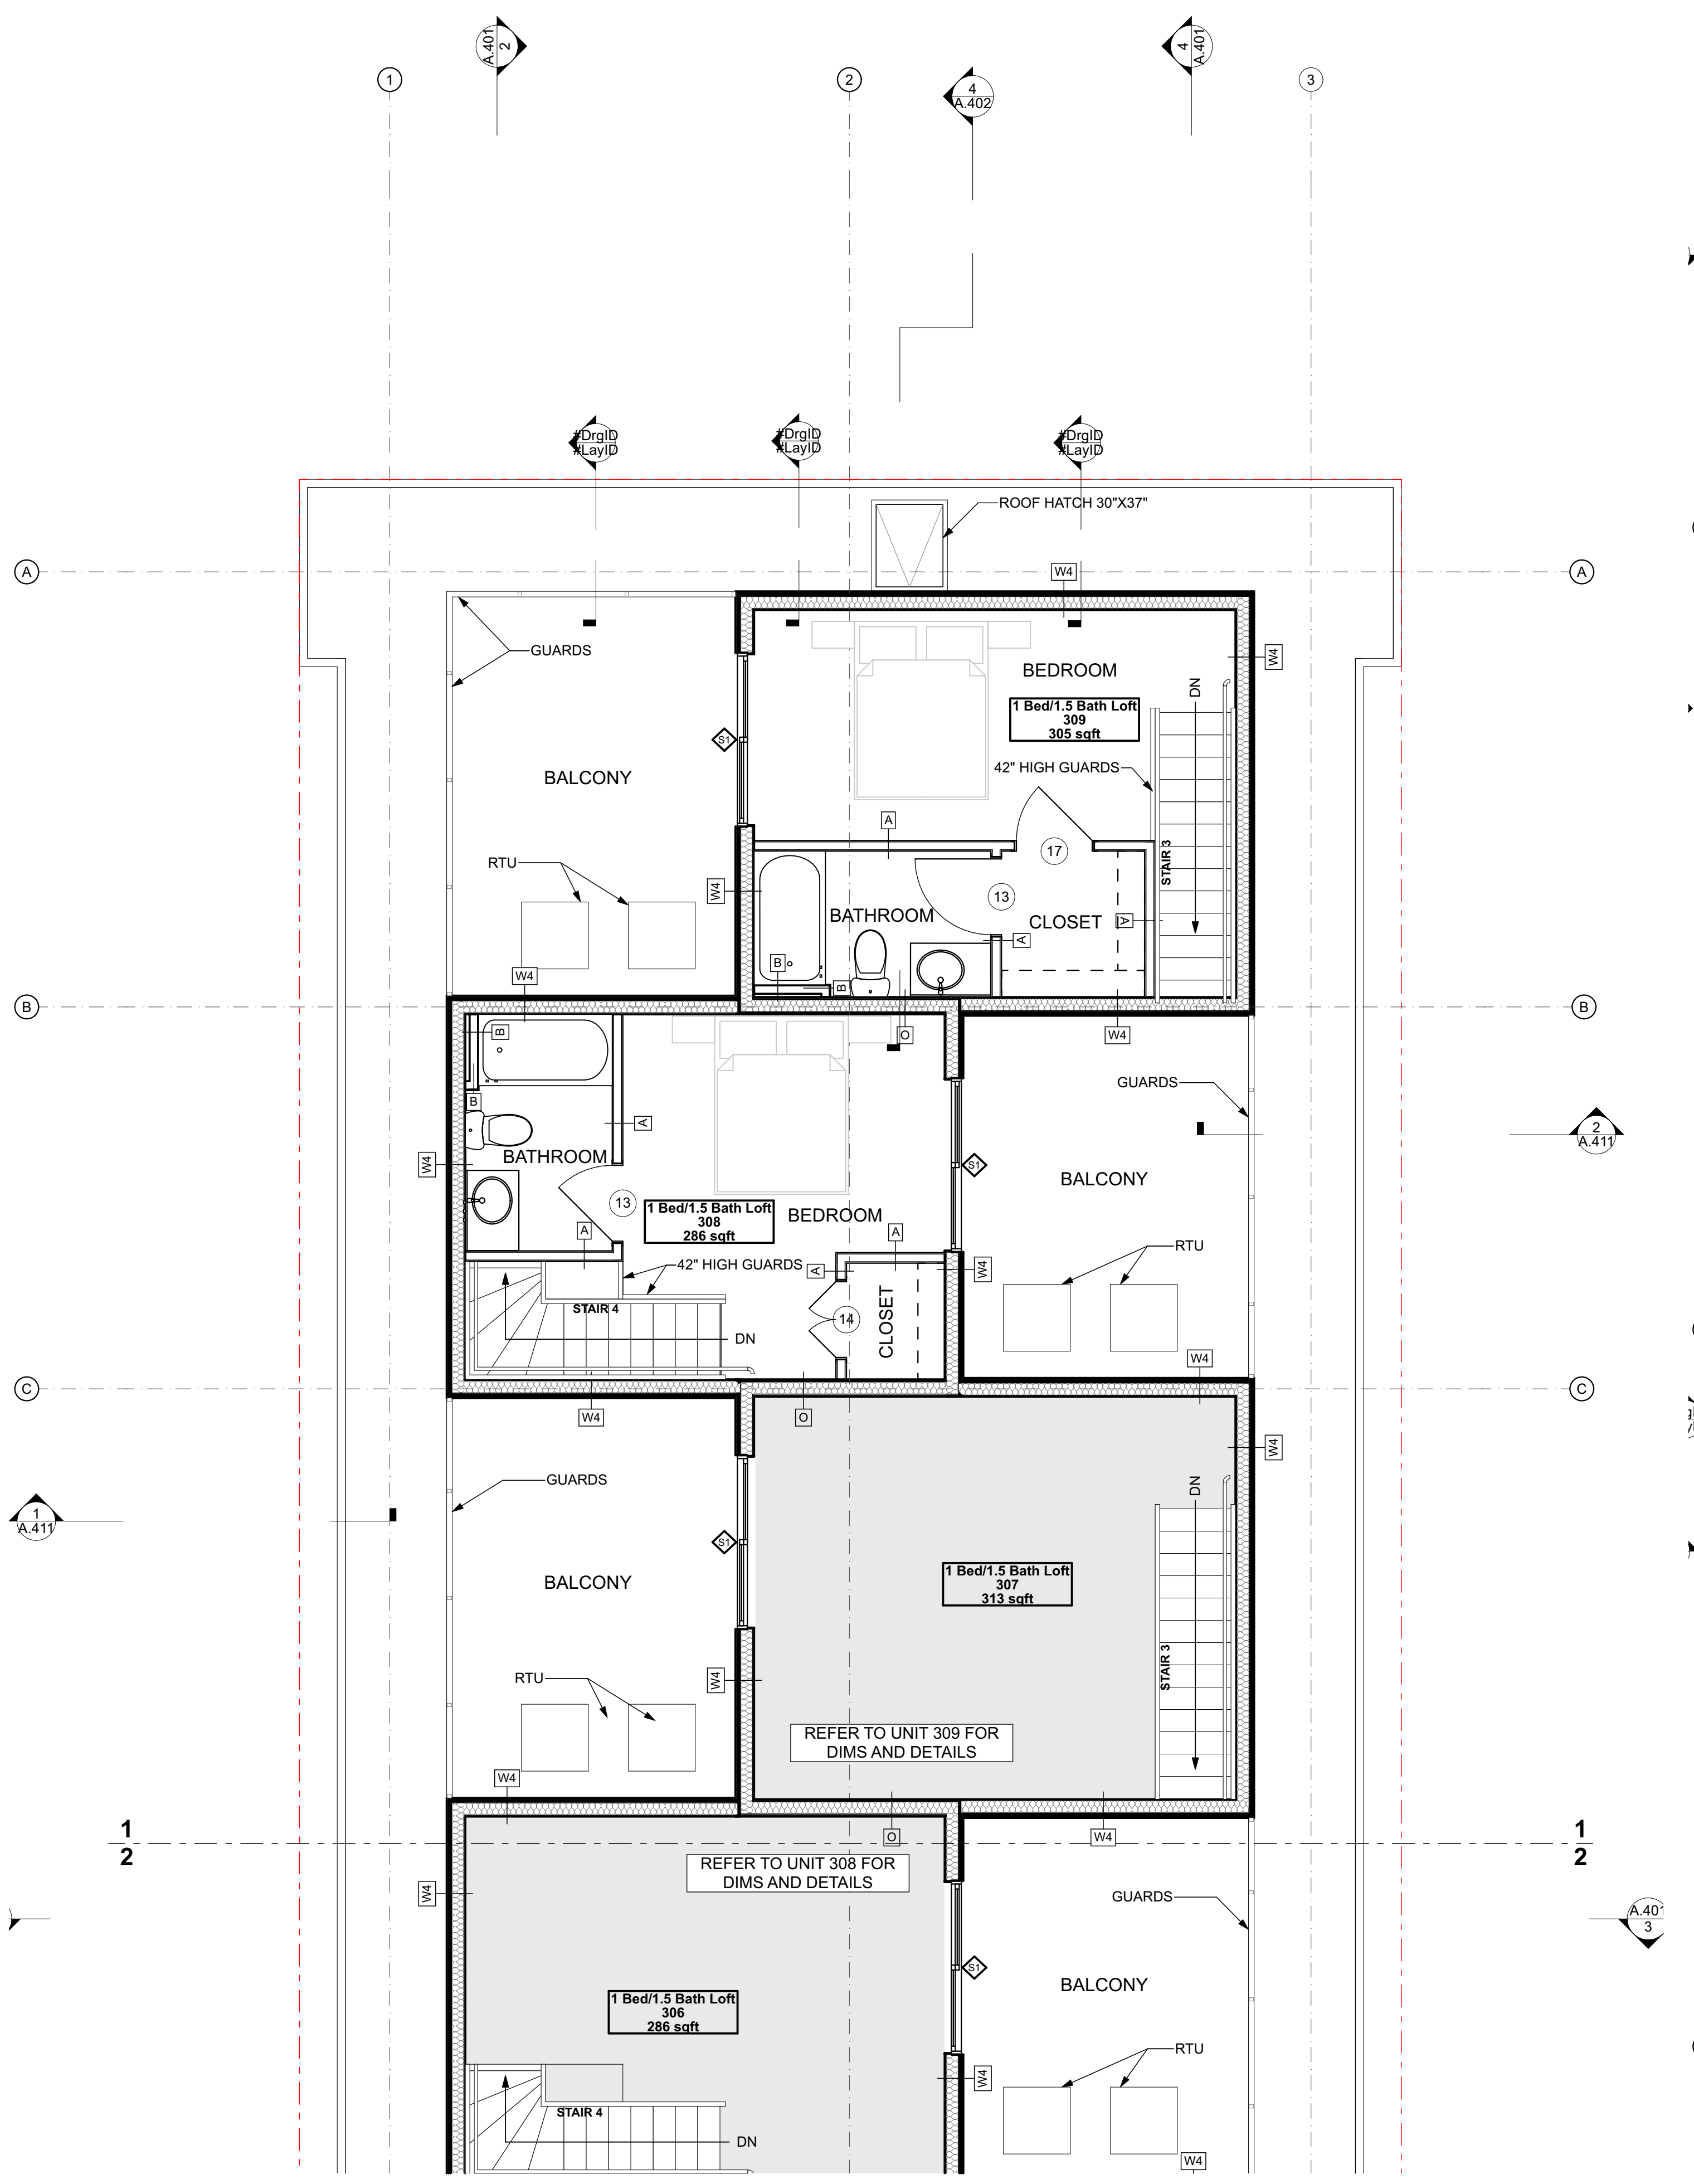 A.401
2
4
A.401
1
2
4
A.402
3
#DrgID
#LayID
#DrgID
#LayID
#DrgID
#LayID
ROOF HATCH 30"X37"
A
W4
A
GUARDS
BEDROOM
W4
DN
1 Bed/1.5 Bath Loft
309
305 sqft
S1
42" HIGH GUARDS
BALCONY
A
17
STAIR 3
RTU
W4
13
BATHROOM
CLOSET
A
A
B
W4
B
B
B
B
O
W4
GUARDS
B
A
2
A.411
BATHROOM
W4
S1
BALCONY
13
1 Bed/1.5 Bath Loft
308
286 sqft
BEDROOM
A
A
RTU
42" HIGH GUARDS
A
W4
STAIR 4
14
CLOSET
DN
W4
C
C
W4
O
W4
GUARDS
DN
1
A.411
S1
BALCONY
1 Bed/1.5 Bath Loft
307
313 sqft
STAIR 3
RTU
W4
REFER TO UNIT 309 FOR
DIMS AND DETAILS
W4
1
2
O
W4
1
2
REFER TO UNIT 308 FOR
DIMS AND DETAILS
W4
GUARDS
A.401
3
S1
BALCONY
1 Bed/1.5 Bath Loft
306
286 sqft
RTU
W4
STAIR 4
DN
W4